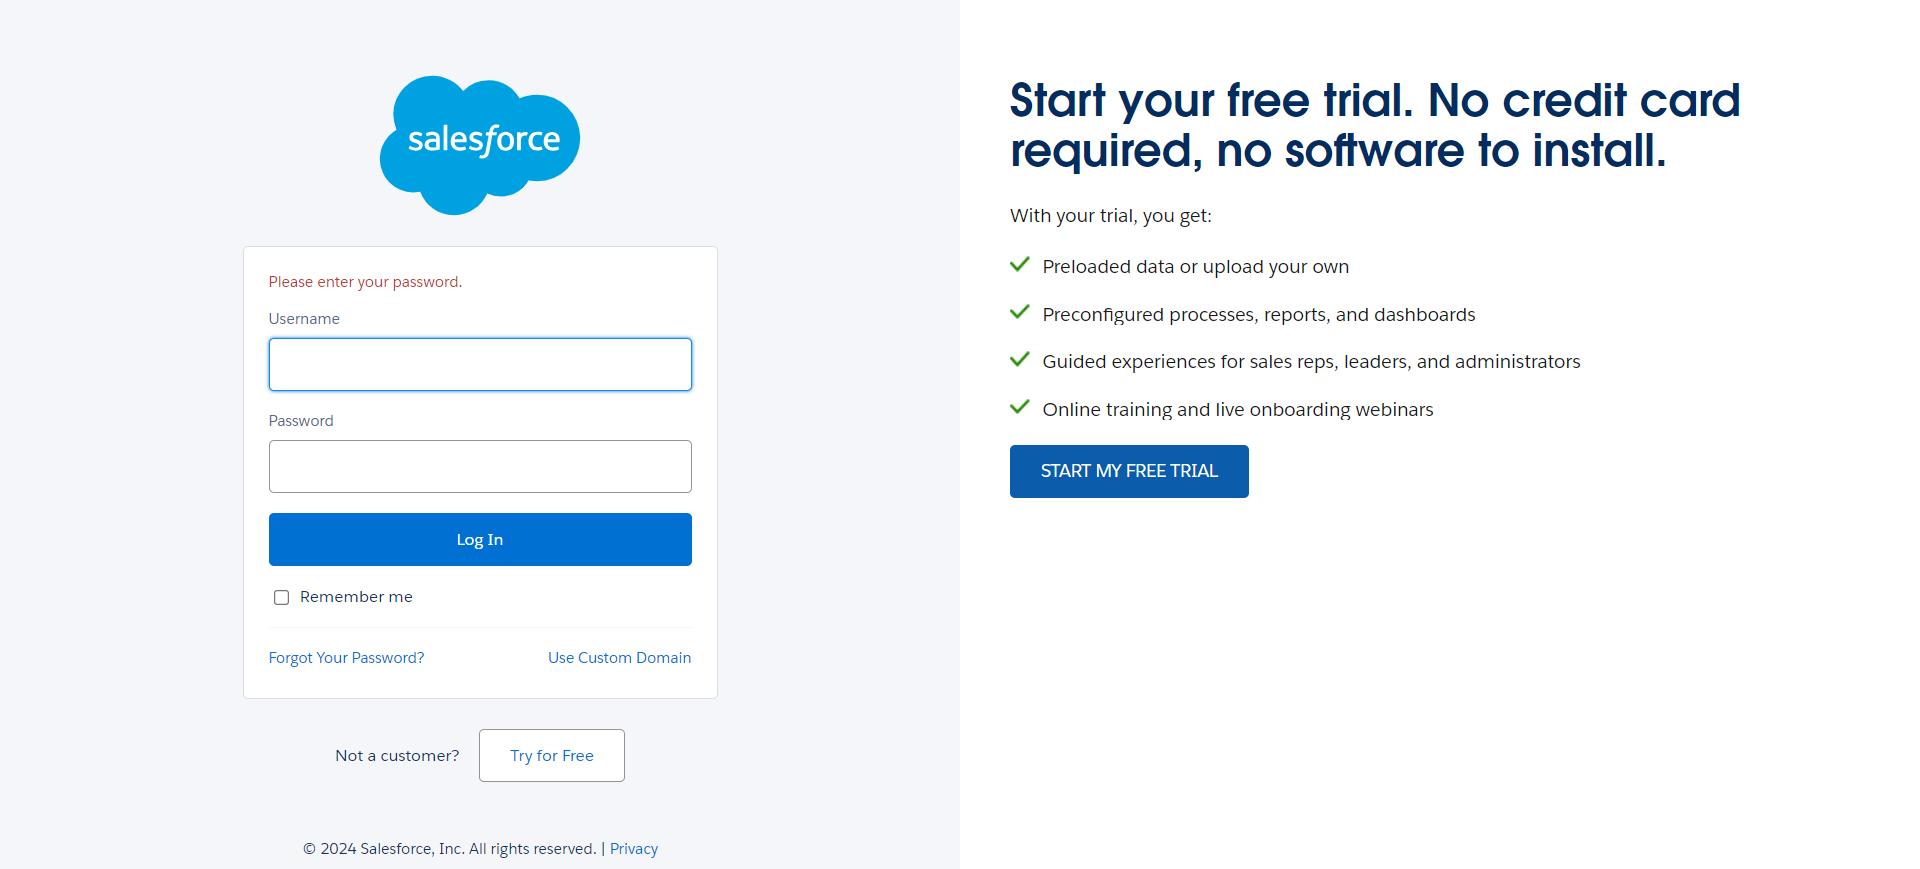 salesforce
Please enter your password.
Username
Password
Log In
Remember me
Forgot Your Password?
Use Custom Domain
Not a customer?
Try for Free
© 2024 Salesforce, Inc. All rights reserved. | Privacy
Start your free trial. No credit card
required, no software to install.
With your trial, you get:
Preloaded data or upload your own
Preconfigured processes, reports, and dashboards
Guided experiences for sales reps, leaders, and administrators
Online training and live onboarding webinars
START MY FREE TRIAL